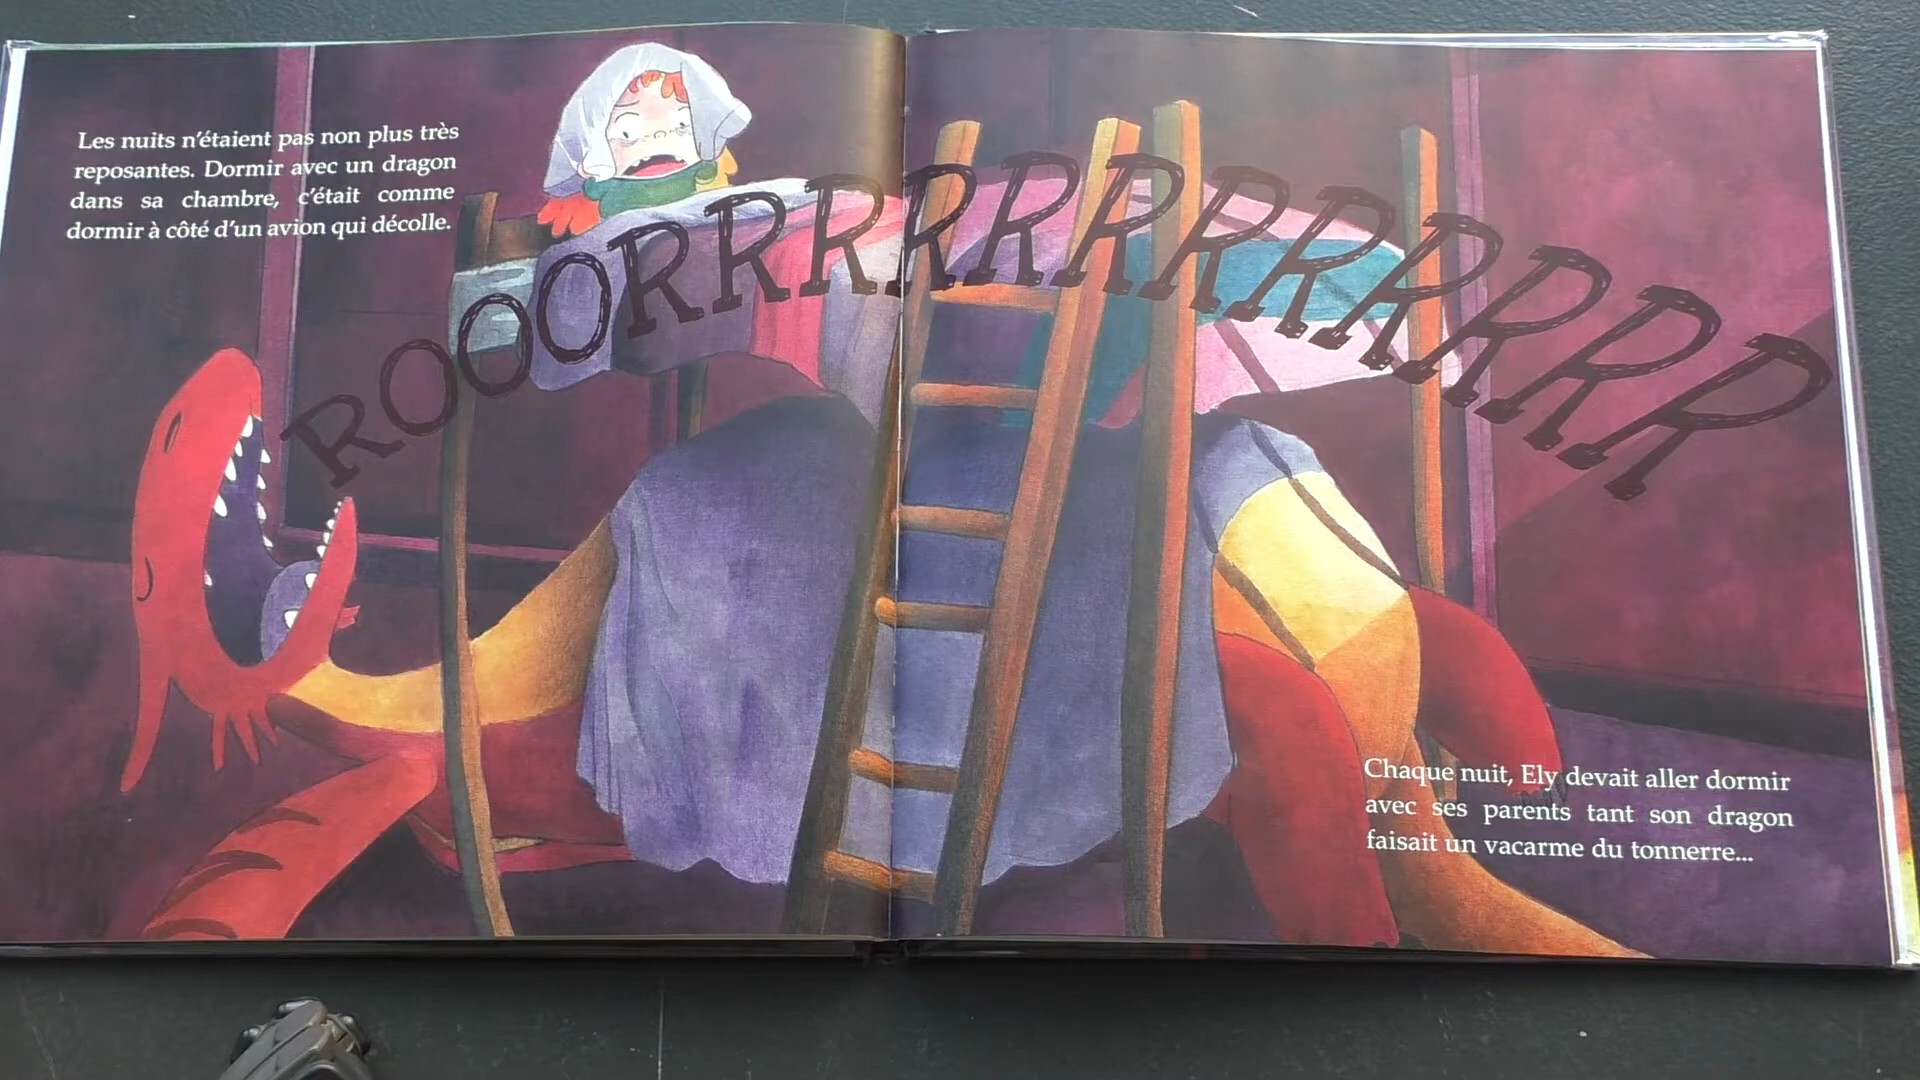 Les nuits n'étaient pas non plus très
reposantes. Dormir avec un dragon
dans sa chambre, c'était comme
dormir à côté d'un avion qui décolle.
ROOORRRRRRRRRRRR
Chaque nuit, Ely devait aller dormir
avec ses parents tant son dragon
faisait un vacarme du tonnerre...